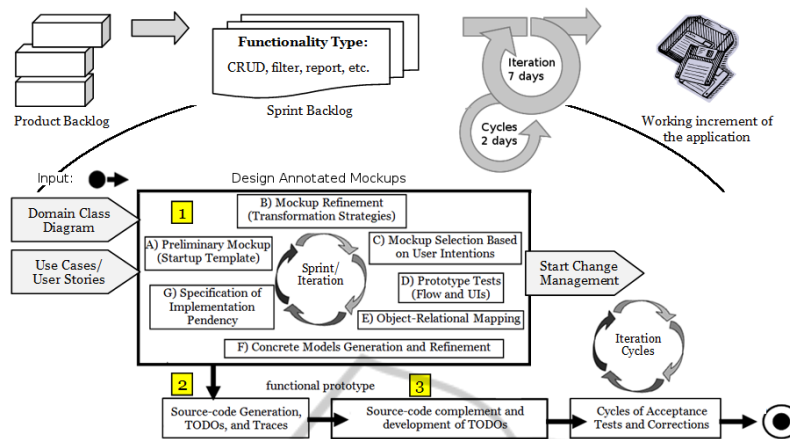 Functionality Type:
CRUD, filter, report, etc.
Product Backlog
Sprint Backlog
Iteration
7 days
Cycles
2 days
Working increment of
the application
Input:
Design Annotated Mockups
Domain Class
Diagram
Use Cases/
User Stories
1
B) Mockup Refinement
(Transformation Strategies)
A) Preliminary Mockup
(Startup Template)
C) Mockup Selection Based
on User Intentions
Sprint/
Iteration
D) Prototype Tests
(Flow and UIs)
G) Specification of
Implementation
Pendency
E) Object-Relational Mapping
F) Concrete Models Generation and Refinement
Start Change
Management
Iteration
Cycles
2
functional prototype
3
Source-code Generation,
TODOs, and Traces
Source-code complement and
development of TODOs
Cycles of Acceptance
Tests and Corrections